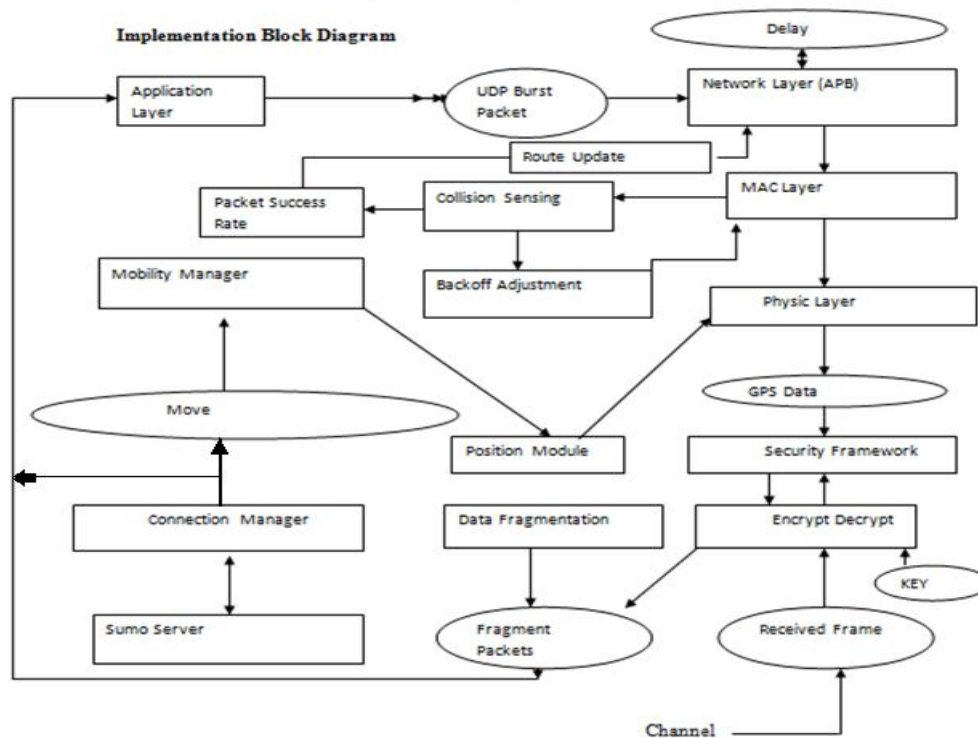 Delay
Implementation Block Diagram
Application
Layer
UDP Burst
Packet
Network Layer (APB)
Route Update
MAC Layer
Packet Success
Rate
Collision Sensing
Mobility Manager
Backoff Adjustment
Physic Layer
GPS Data
Move
Position Module
Security Framework
Connection Manager
Data Fragmentation
Encrypt Decrypt
KEY
Sumo Server
Fragment
Packets
Received Frame
Channel